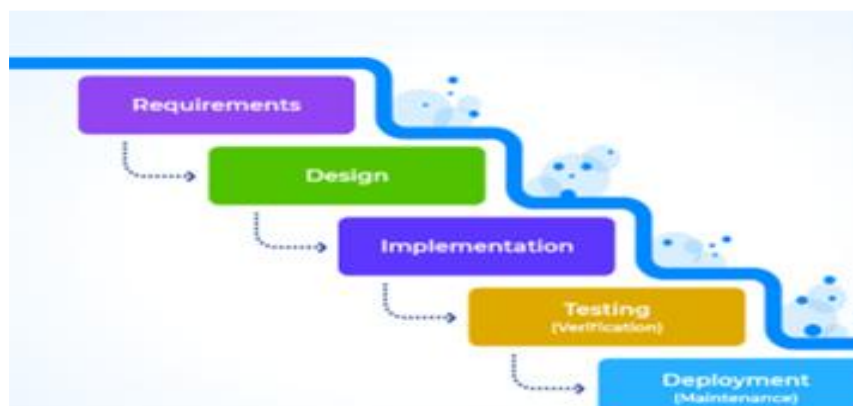 Requirements
Design
Implementation
Testing
(Verification)
Deployment
(Maintenance)